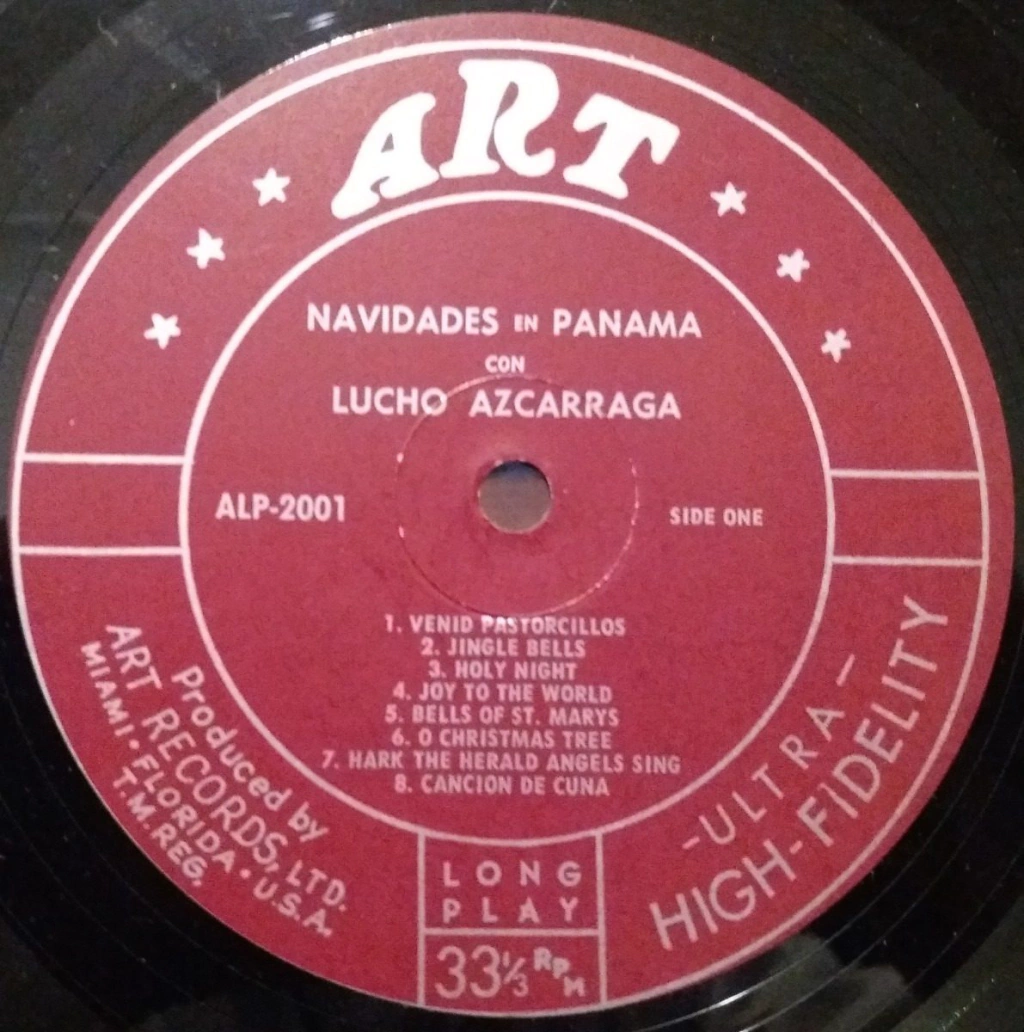 ART
NAVIDADES EN PANAMA
CON
LUCHO AZCARRAGA
ALP-2001
SIDE ONE
1. VENID PASTORCILLOS
2. JINGLE BELLS
3. HOLY NIGHT
4. JOY TO THE WORLD
5. BELLS OF ST. MARYS
6. O CHRISTMAS TREE
7. HARK THE HERALD ANGELS SING
8. CANCION DE CUNA
Produced by
ART RECORDS, LTD.
MIAMI • FLORIDA • U.S.A.
T.M.REG.
LONG
PLAY
33⅓ RPM
-ULTRA-
HIGH-FIDELITY